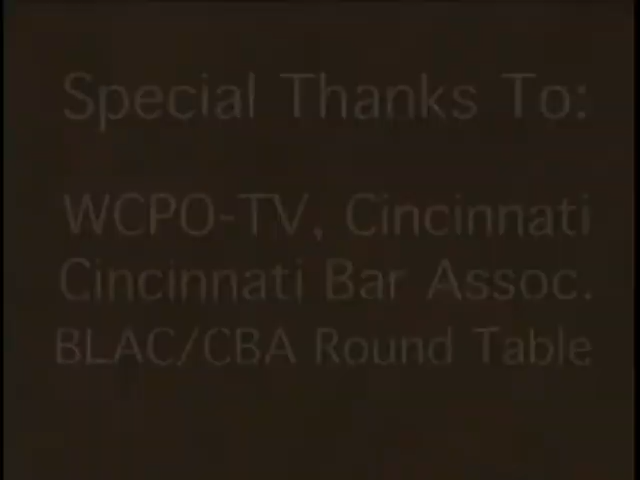 Special Thanks To:
WCPO-TV, Cincinnati
Cincinnati Bar Assoc.
BLAC/CBA Round Table